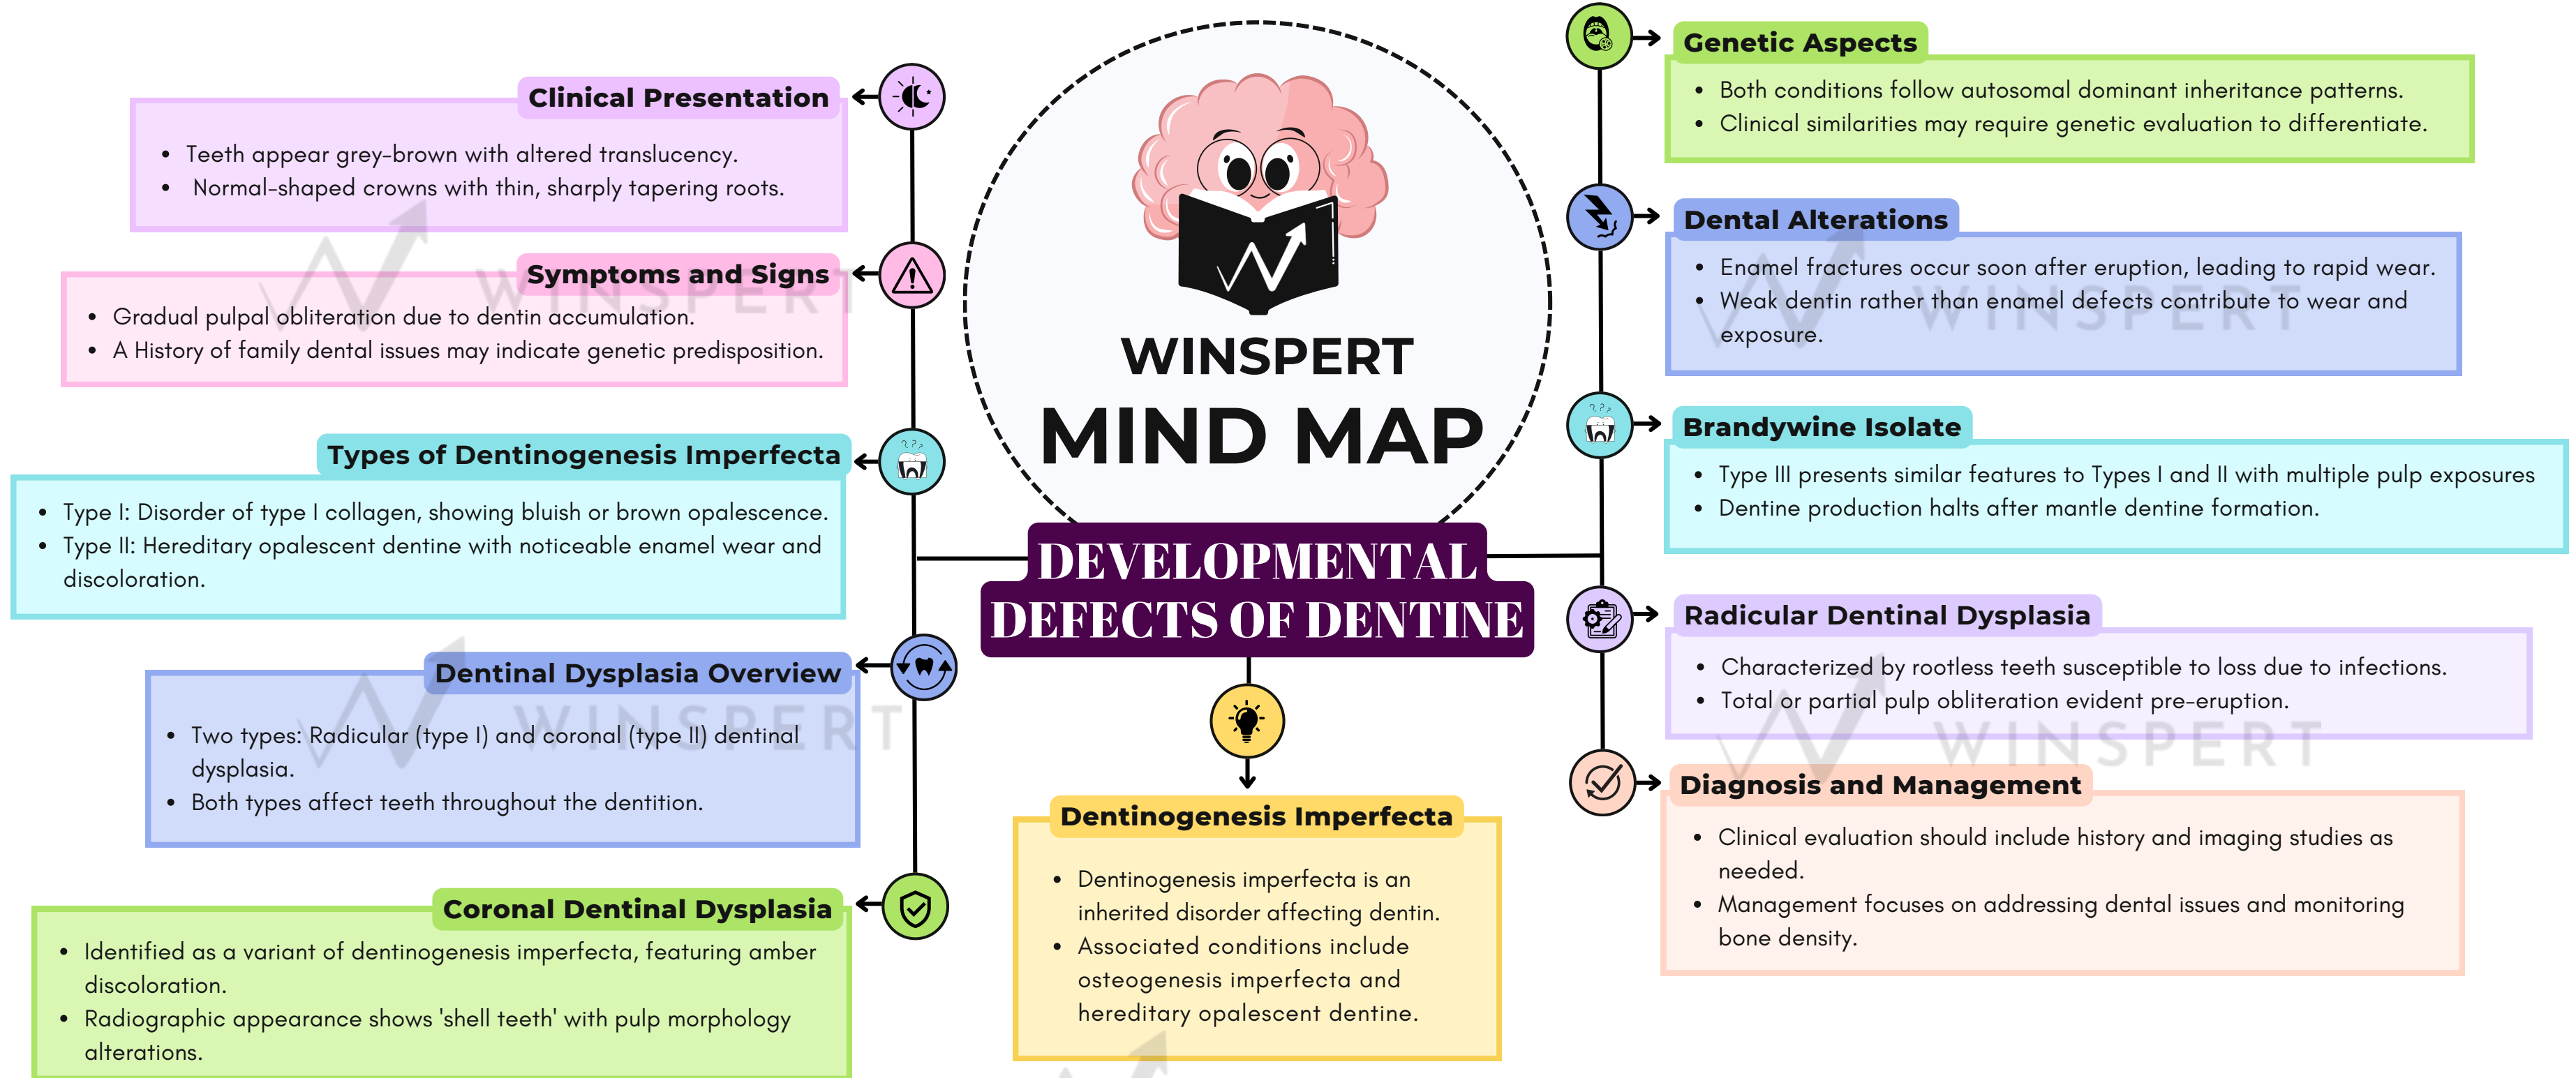 WINSPERT
MIND MAP
DEVELOPMENTAL
DEFECTS OF DENTINE
Clinical Presentation
• Teeth appear grey-brown with altered translucency.
• Normal-shaped crowns with thin, sharply tapering roots.
Symptoms and Signs
• Gradual pulpal obliteration due to dentin accumulation.
• A History of family dental issues may indicate genetic predisposition.
Types of Dentinogenesis Imperfecta
• Type I: Disorder of type I collagen, showing bluish or brown opalescence.
• Type II: Hereditary opalescent dentine with noticeable enamel wear and
discoloration.
Dentinal Dysplasia Overview
• Two types: Radicular (type I) and coronal (type II) dentinal
dysplasia.
• Both types affect teeth throughout the dentition.
Coronal Dentinal Dysplasia
• Identified as a variant of dentinogenesis imperfecta, featuring amber
discoloration.
• Radiographic appearance shows 'shell teeth' with pulp morphology
alterations.
Dentinogenesis Imperfecta
• Dentinogenesis imperfecta is an
inherited disorder affecting dentin.
• Associated conditions include
osteogenesis imperfecta and
hereditary opalescent dentine.
Genetic Aspects
• Both conditions follow autosomal dominant inheritance patterns.
• Clinical similarities may require genetic evaluation to differentiate.
Dental Alterations
• Enamel fractures occur soon after eruption, leading to rapid wear.
• Weak dentin rather than enamel defects contribute to wear and
exposure.
Brandywine Isolate
• Type III presents similar features to Types I and II with multiple pulp exposures
• Dentine production halts after mantle dentine formation.
Radicular Dentinal Dysplasia
• Characterized by rootless teeth susceptible to loss due to infections.
• Total or partial pulp obliteration evident pre-eruption.
Diagnosis and Management
• Clinical evaluation should include history and imaging studies as
needed.
• Management focuses on addressing dental issues and monitoring
bone density.
WINSPERT
WINSPERT
WINSPERT
WINSPERT